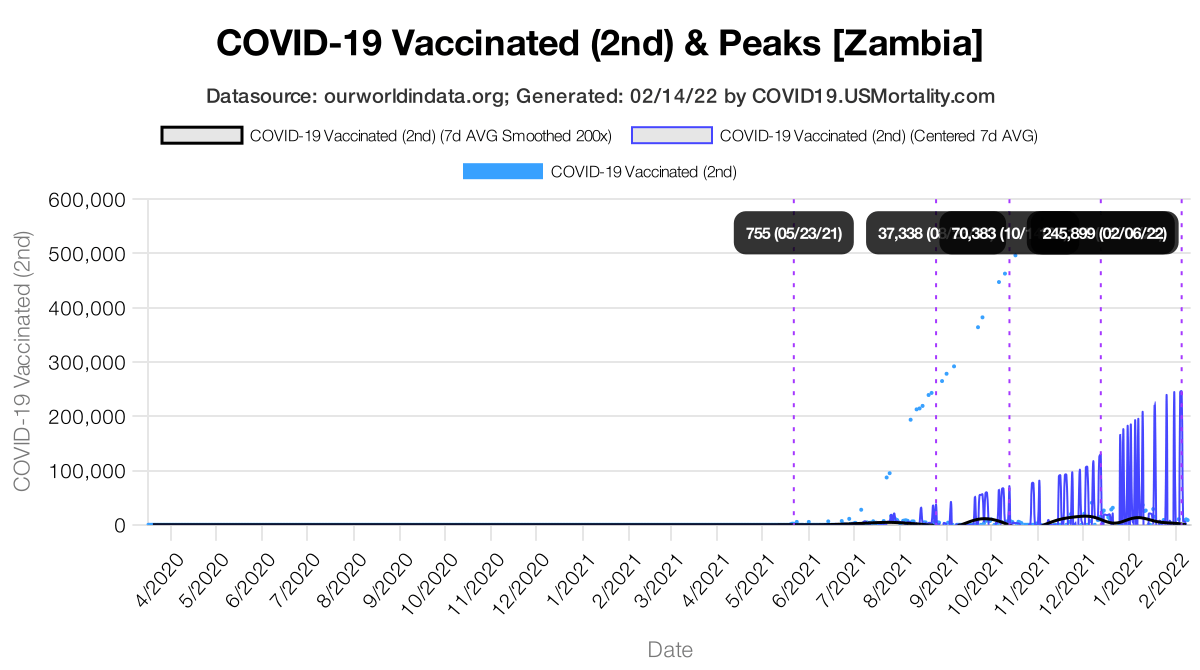 COVID-19 Vaccinated (2nd) & Peaks [Zambia]
Datasource: ourworldindata.org; Generated: 02/14/22 by COVID19.USMortality.com
COVID-19 Vaccinated (2nd) (7d AVG Smoothed 200x) COVID-19 Vaccinated (2nd) (Centered 7d AVG)
COVID-19 Vaccinated (2nd)
600,000
755 (05/23/21) 37,338 70,383 245,899 (02/06/22)
500,000
400,000
300,000
200,000
100,000
0
COVID-19 Vaccinated (2nd)
4/2020 5/2020 6/2020 7/2020 8/2020 9/2020 10/2020 11/2020 12/2020 1/2021 2/2021 3/2021 4/2021 5/2021 6/2021 7/2021 8/2021 9/2021 10/2021 11/2021 12/2021 1/2022 2/2022
Date